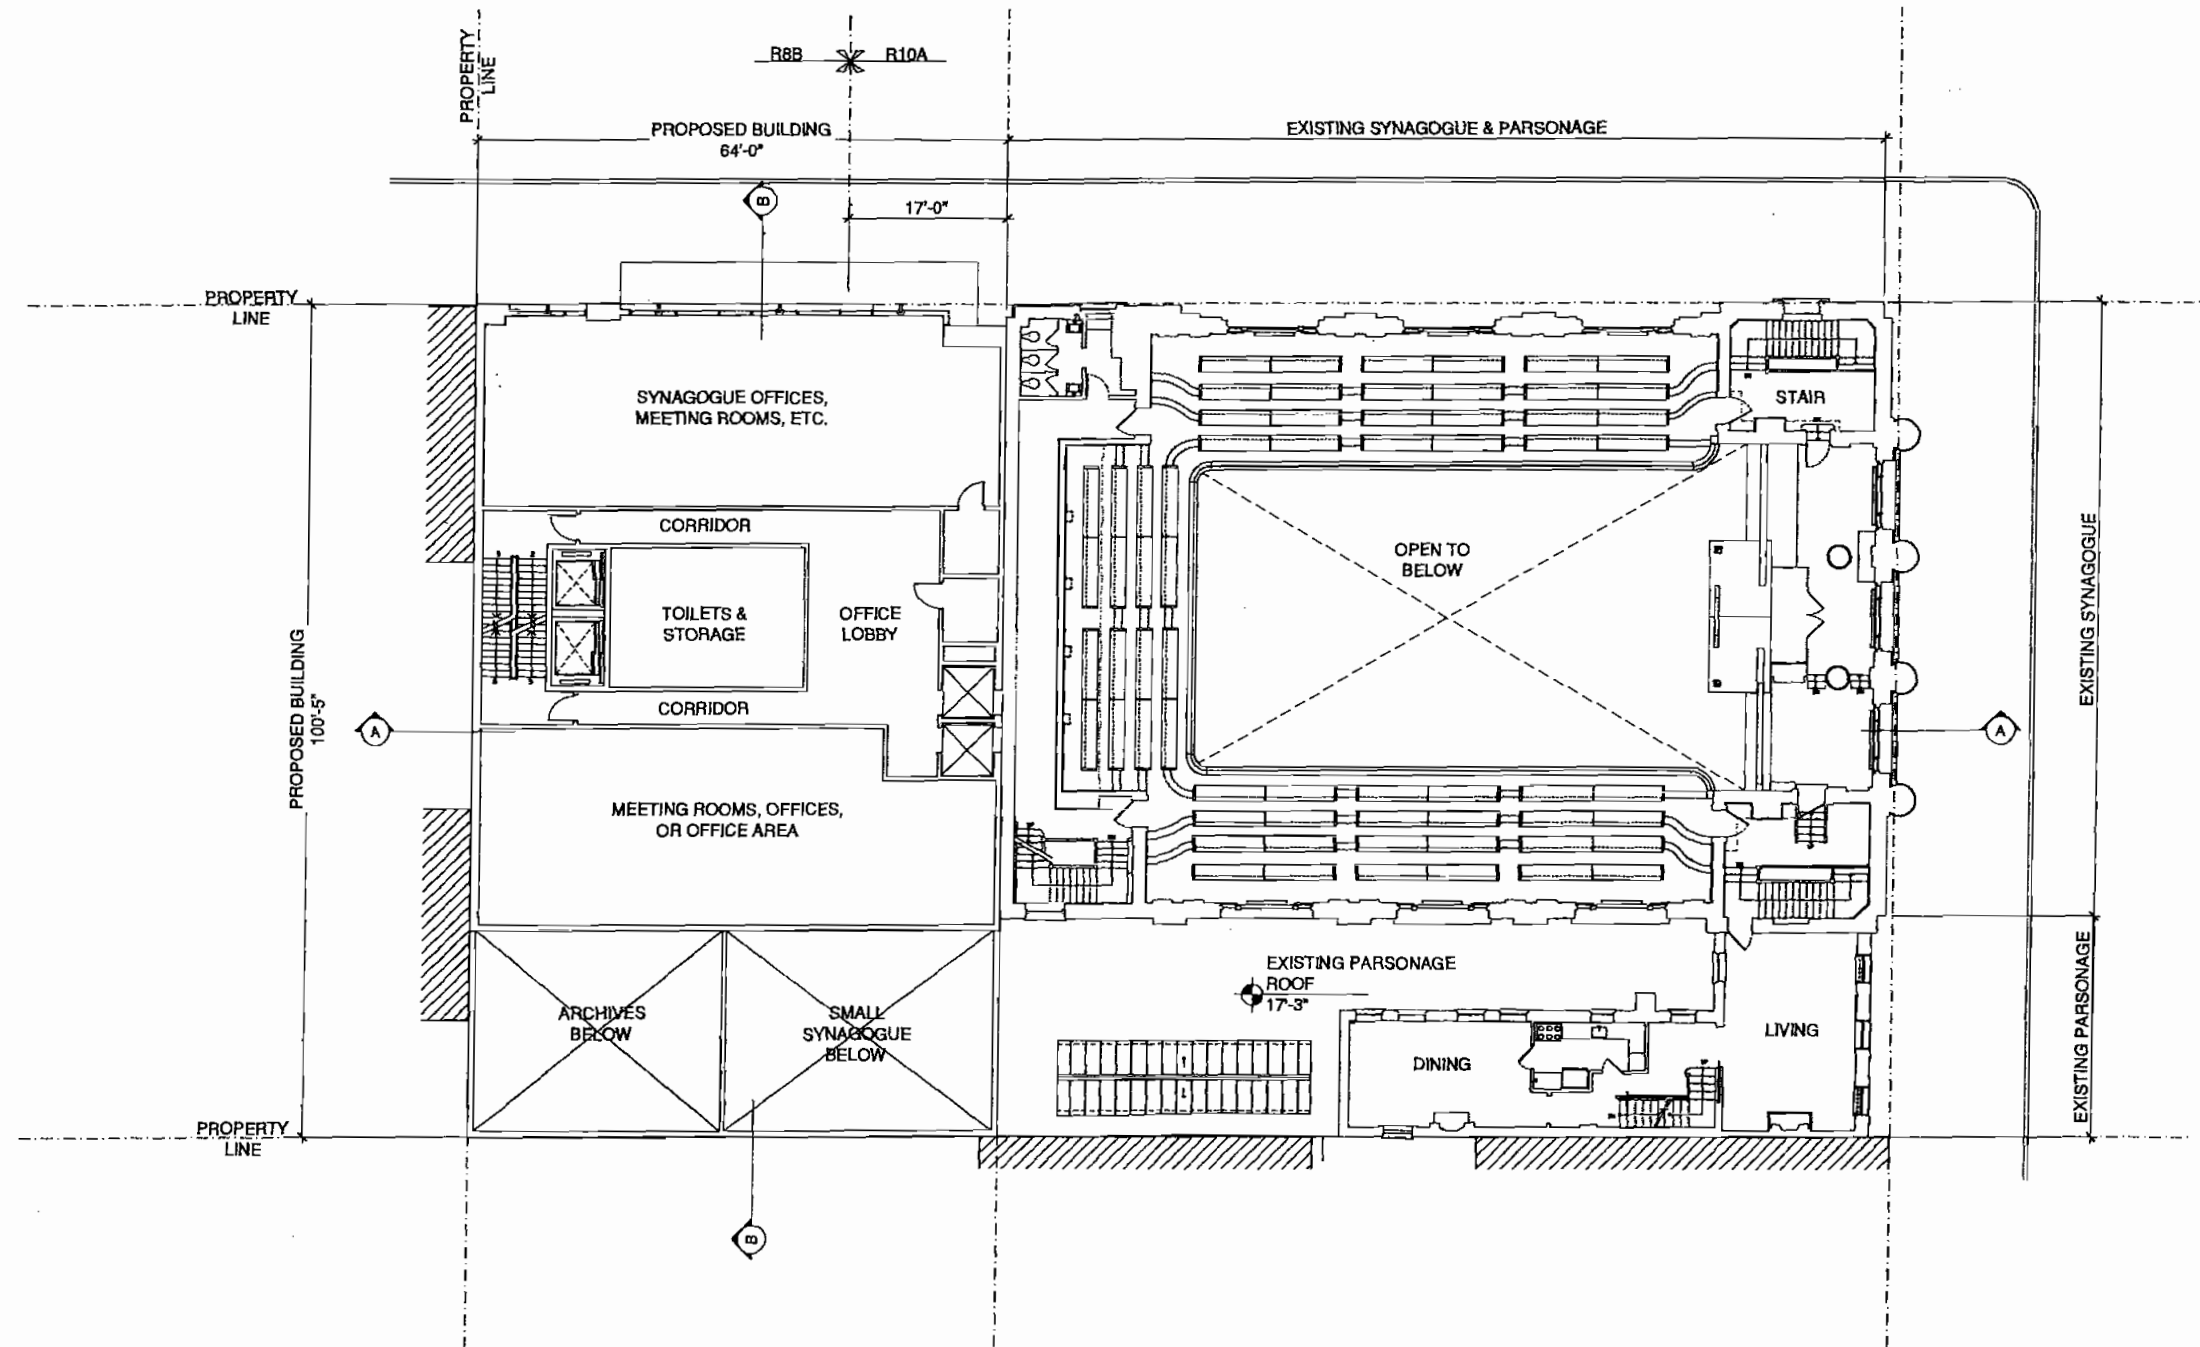 PROPERTY
LINE
R8B
R10A
PROPOSED BUILDING
64'-0"
EXISTING SYNAGOGUE & PARSONAGE
B
17'-0"
PROPERTY
LINE
SYNAGOGUE OFFICES,
MEETING ROOMS, ETC.
STAIR
CORRIDOR
OPEN TO
BELOW
TOILETS &
STORAGE
OFFICE
LOBBY
EXISTING SYNAGOGUE
PROPOSED BUILDING
100'-5"
CORRIDOR
A
A
MEETING ROOMS, OFFICES,
OR OFFICE AREA
EXISTING PARSONAGE
ROOF
17'-3"
ARCHIVES
BELOW
SMALL
SYNAGOGUE
BELOW
LIVING
DINING
EXISTING PARSONAGE
PROPERTY
LINE
B